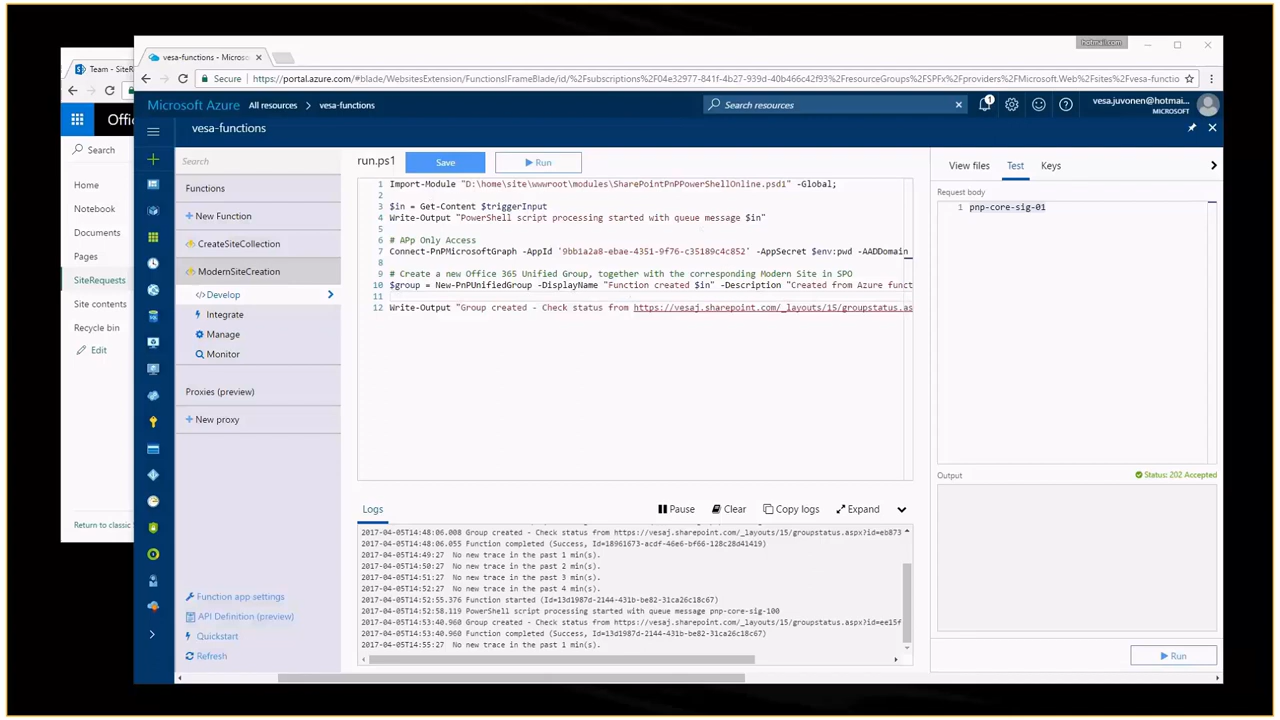 hotmail.com
Team - SiteR
vesa-functions - Microso
Secure
https://portal.azure.com/#blade/WebsitesExtension/FunctionsIFrameBlade/id/%2Fsubscriptions%2F04e32977-841f-4b27-939d-40b466c42f93%2FresourceGroups%2FSPFx%2Fproviders%2FMicrosoft.Web%2Fsites%2Fvesa-functio
Microsoft Azure
All resources
vesa-functions
Search resources
1
vesa.juvonen@hotmai...
MICROSOFT
Offic
Search
Home
Notebook
Documents
Pages
SiteRequests
Site contents
Recycle bin
Edit
Return to classic S
vesa-functions
Search
Functions
New Function
CreateSiteCollection
ModernSiteCreation
Develop
Integrate
Manage
Monitor
Proxies (preview)
New proxy
Function app settings
API Definition (preview)
Quickstart
Refresh
run.ps1
Save
Run
1 Import-Module "D:\home\site\wwwroot\modules\SharePointPnPPowerShellOnline.psd1" -Global;
2
3 $in = Get-Content $triggerInput
4 Write-Output "PowerShell script processing started with queue message $in"
5
6 # APp Only Access
7 Connect-PnPMicrosoftGraph -AppId '9bb1a2a8-ebae-4351-9f76-c35189c4c852' -AppSecret $env:pwd -AADDomain
8
9 # Create a new Office 365 Unified Group, together with the corresponding Modern Site in SPO
10 $group = New-PnPUnifiedGroup -DisplayName "Function created $in" -Description "Created from Azure funct
11
12 Write-Output "Group created - Check status from https://vesaj.sharepoint.com/_layouts/15/groupstatus.as
Logs
Pause
Clear
Copy logs
Expand
2017-04-05T14:48:06.008 Group created - Check status from https://vesaj.sharepoint.com/_layouts/15/groupstatus.aspx?id=eb873
2017-04-05T14:48:06.055 Function completed (Success, Id=18961673-acdf-46e6-bf66-128c28d41419)
2017-04-05T14:49:27 No new trace in the past 1 min(s).
2017-04-05T14:50:27 No new trace in the past 2 min(s).
2017-04-05T14:51:27 No new trace in the past 3 min(s).
2017-04-05T14:52:27 No new trace in the past 4 min(s).
2017-04-05T14:52:55.376 Function started (Id=13d1987d-2144-431b-be82-31ca26c18c67)
2017-04-05T14:52:58.119 PowerShell script processing started with queue message pnp-core-sig-100
2017-04-05T14:53:40.960 Group created - Check status from https://vesaj.sharepoint.com/_layouts/15/groupstatus.aspx?id=ee15f
2017-04-05T14:53:40.960 Function completed (Success, Id=13d1987d-2144-431b-be82-31ca26c18c67)
2017-04-05T14:55:27 No new trace in the past 1 min(s).
View files
Test
Keys
Request body
1 pnp-core-sig-01
Output
Status: 202 Accepted
Run